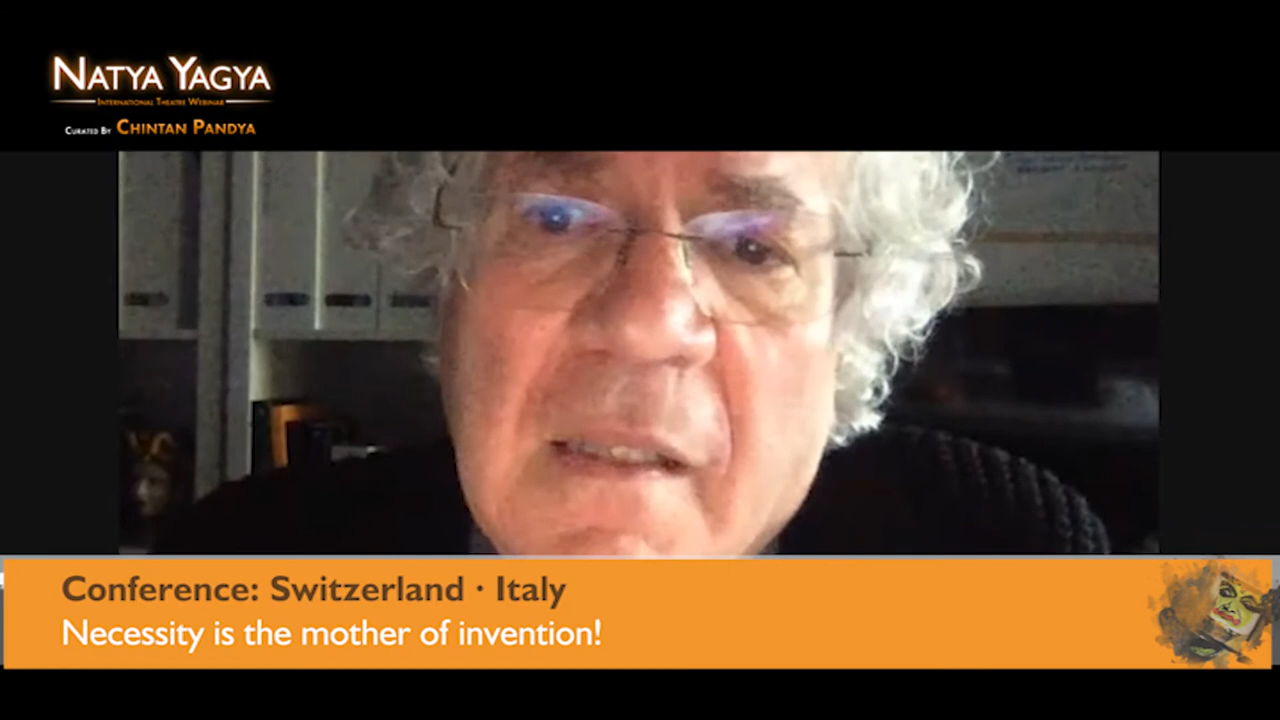 NATYA YAGYA
INTERNATIONAL THEATRE WEBINAR
CURATED BY CHINTAN PANDYA
Conference: Switzerland · Italy
Necessity is the mother of invention!